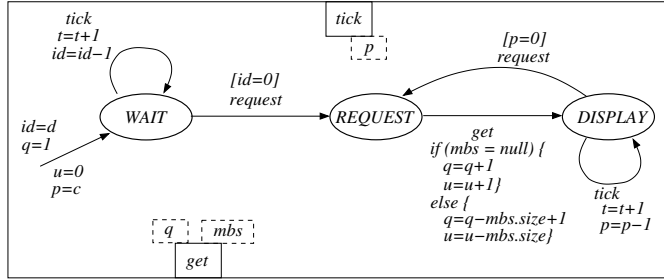 tick
t=t+1
id=id−1
tick
p
[id=0]
request
[p=0]
request
WAIT
REQUEST
DISPLAY
id=d
q=1
u=0
p=c
get
if (mbs = null) {
q=q+1
u=u+1}
else {
q=q−mbs.size+1
u=u−mbs.size}
tick
t=t+1
p=p−1
q
mbs
get